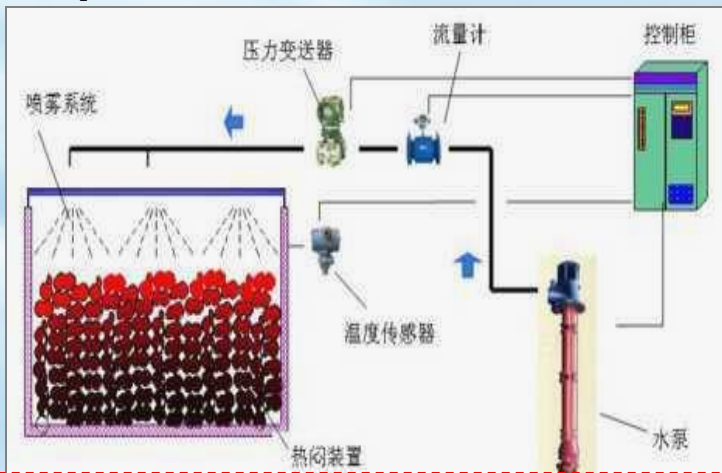 流量计
控制柜
压力变送器
喷雾系统
温度传感器
热闷装置
水泵